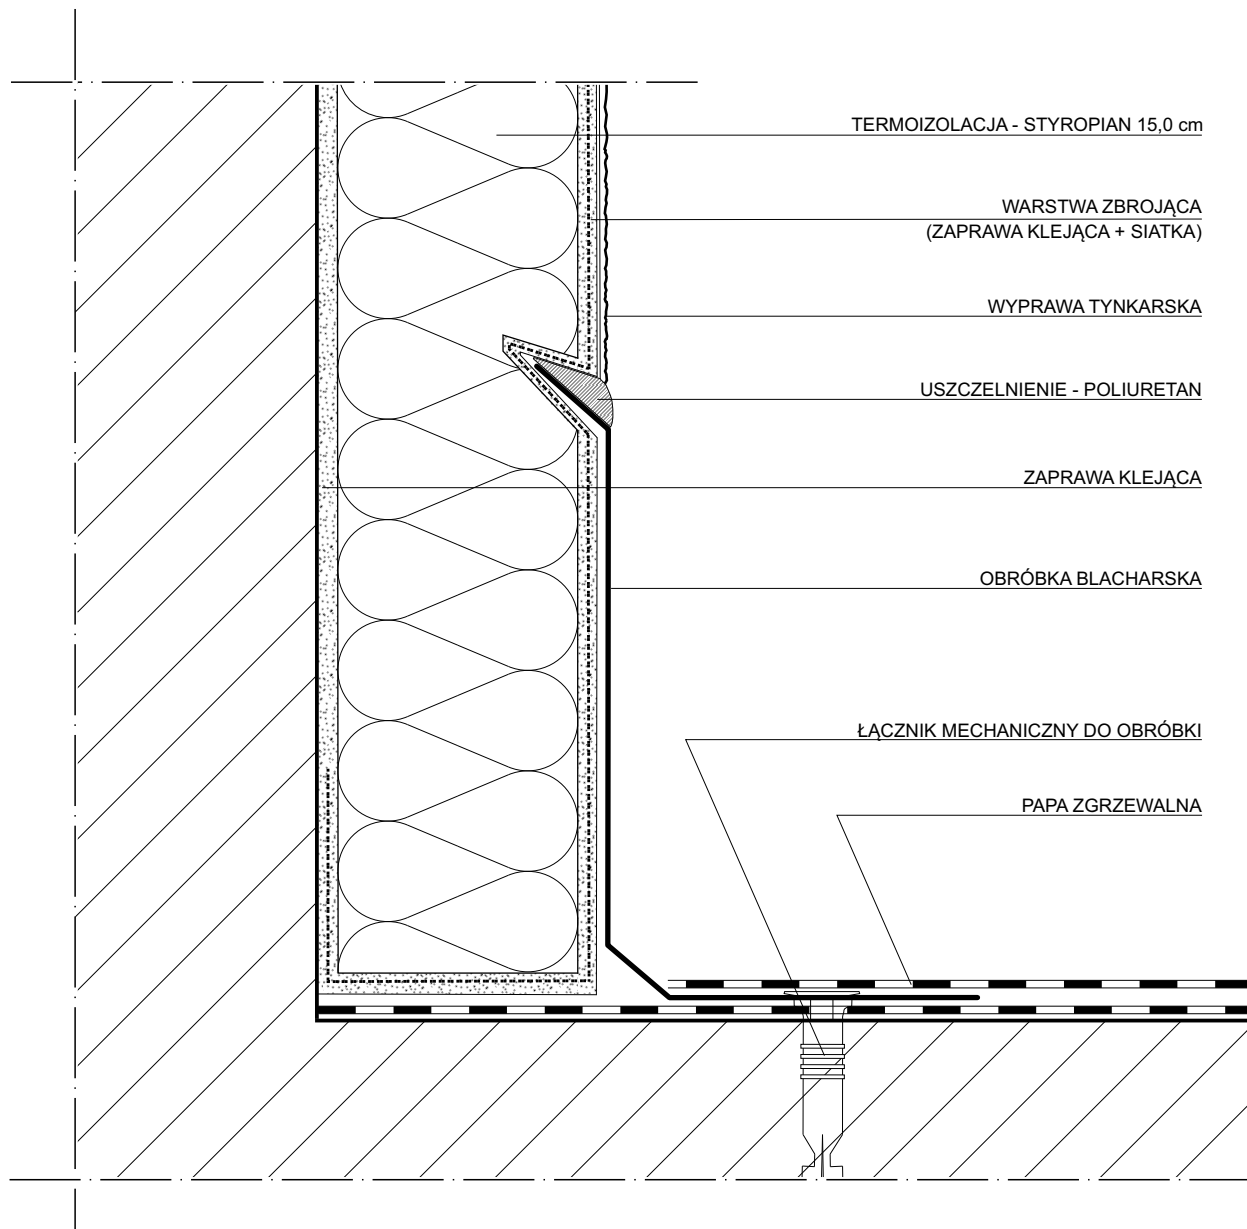 TERMOIZOLACJA - STYROPIAN 15,0 cm
WARSTWA ZBROJĄCA
(ZAPRAWA KLEJĄCA + SIATKA)
WYPRAWA TYNKARSKA
USZCZELNIENIE - POLIURETAN
ZAPRAWA KLEJĄCA
OBRÓBKA BLACHARSKA
ŁĄCZNIK MECHANICZNY DO OBRÓBKI
PAPA ZGRZEWALNA